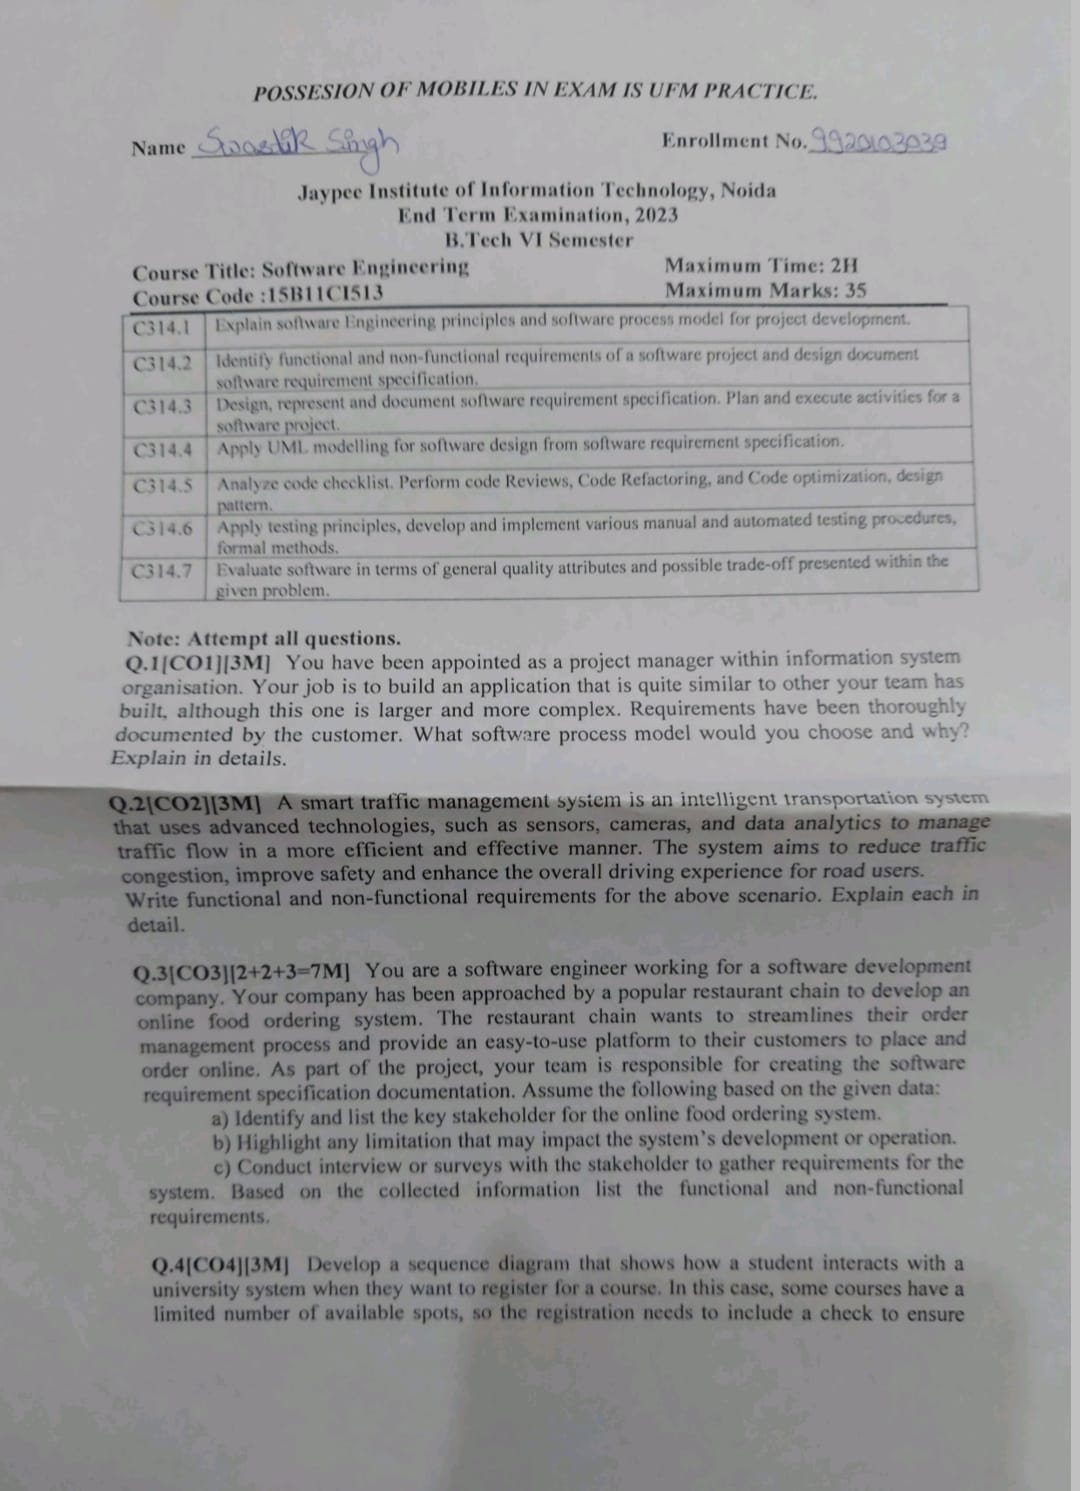 POSSESION OF MOBILES IN EXAM IS UFM PRACTICE.
Name Swastik Singh Enrollment No. 9920103039
Jaypee Institute of Information Technology, Noida
End Term Examination, 2023
B.Tech VI Semester
Course Title: Software Engineering Maximum Time: 2H
Course Code :15B11CI513 Maximum Marks: 35
C314.1 Explain software Engineering principles and software process model for project development.
C314.2 Identify functional and non-functional requirements of a software project and design document
software requirement specification.
C314.3 Design, represent and document software requirement specification. Plan and execute activities for a
software project.
C314.4 Apply UML modelling for software design from software requirement specification.
C314.5 Analyze code checklist. Perform code Reviews, Code Refactoring, and Code optimization, design
pattern.
C314.6 Apply testing principles, develop and implement various manual and automated testing procedures,
formal methods.
C314.7 Evaluate software in terms of general quality attributes and possible trade-off presented within the
given problem.
Note: Attempt all questions.
Q.1[CO1][3M] You have been appointed as a project manager within information system
organisation. Your job is to build an application that is quite similar to other your team has
built, although this one is larger and more complex. Requirements have been thoroughly
documented by the customer. What software process model would you choose and why?
Explain in details.
Q.2[CO2][3M] A smart traffic management system is an intelligent transportation system
that uses advanced technologies, such as sensors, cameras, and data analytics to manage
traffic flow in a more efficient and effective manner. The system aims to reduce traffic
congestion, improve safety and enhance the overall driving experience for road users.
Write functional and non-functional requirements for the above scenario. Explain each in
detail.
Q.3[CO3][2+2+3=7M] You are a software engineer working for a software development
company. Your company has been approached by a popular restaurant chain to develop an
online food ordering system. The restaurant chain wants to streamlines their order
management process and provide an easy-to-use platform to their customers to place and
order online. As part of the project, your team is responsible for creating the software
requirement specification documentation. Assume the following based on the given data:
a) Identify and list the key stakeholder for the online food ordering system.
b) Highlight any limitation that may impact the system's development or operation.
c) Conduct interview or surveys with the stakeholder to gather requirements for the
system. Based on the collected information list the functional and non-functional
requirements.
Q.4[CO4][3M] Develop a sequence diagram that shows how a student interacts with a
university system when they want to register for a course. In this case, some courses have a
limited number of available spots, so the registration needs to include a check to ensure